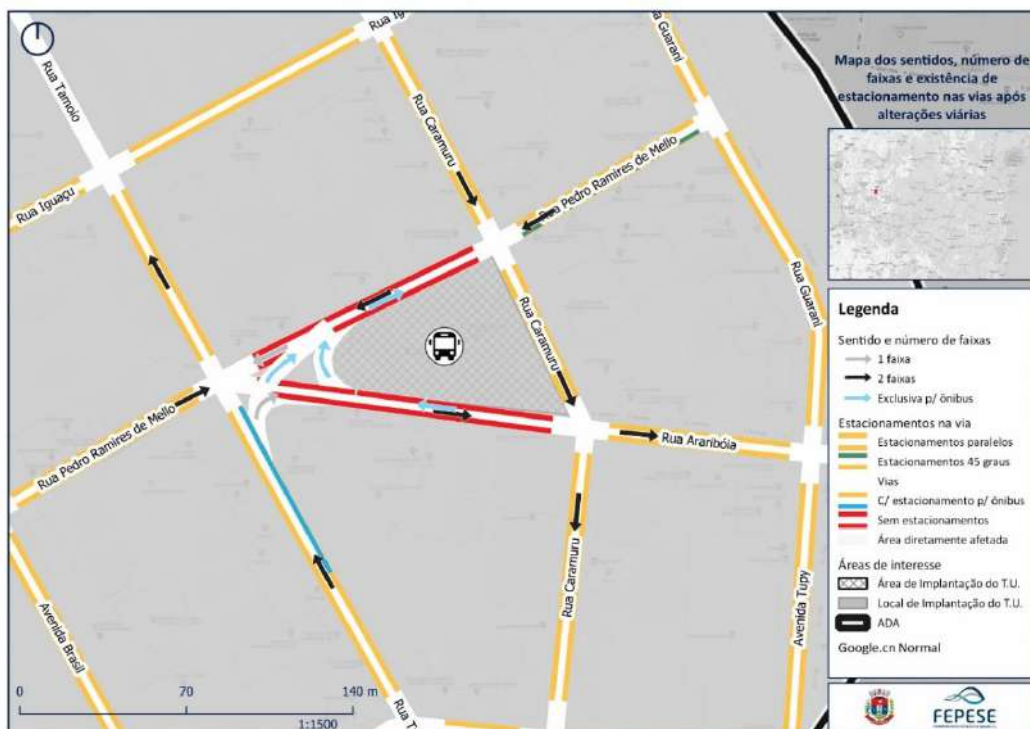 Rua Tamoio
Rua Ig
Rua Guarani
Rua Caramuru
Rua Pedro Ramires de Mello
Rua Iguaçu
Rua Guarani
Rua Caramuru
Rua Pedro Ramires de Mello
Rua Araribóia
Rua Caramuru
Avenida Tupy
Avenida Brasil
Rua T
0 70 140 m
1:1500
Mapa dos sentidos, número de
faixas e existência de
estacionamento nas vias após
alterações viárias
Legenda
Sentido e número de faixas
1 faixa
2 faixas
Exclusiva p/ ônibus
Estacionamentos na via
Estacionamentos paralelos
Estacionamentos 45 graus
Vias
C/ estacionamento p/ ônibus
Sem estacionamentos
Área diretamente afetada
Áreas de interesse
Área de Implantação do T.U.
Local de Implantação do T.U.
ADA
Google.cn Normal
FEPESE